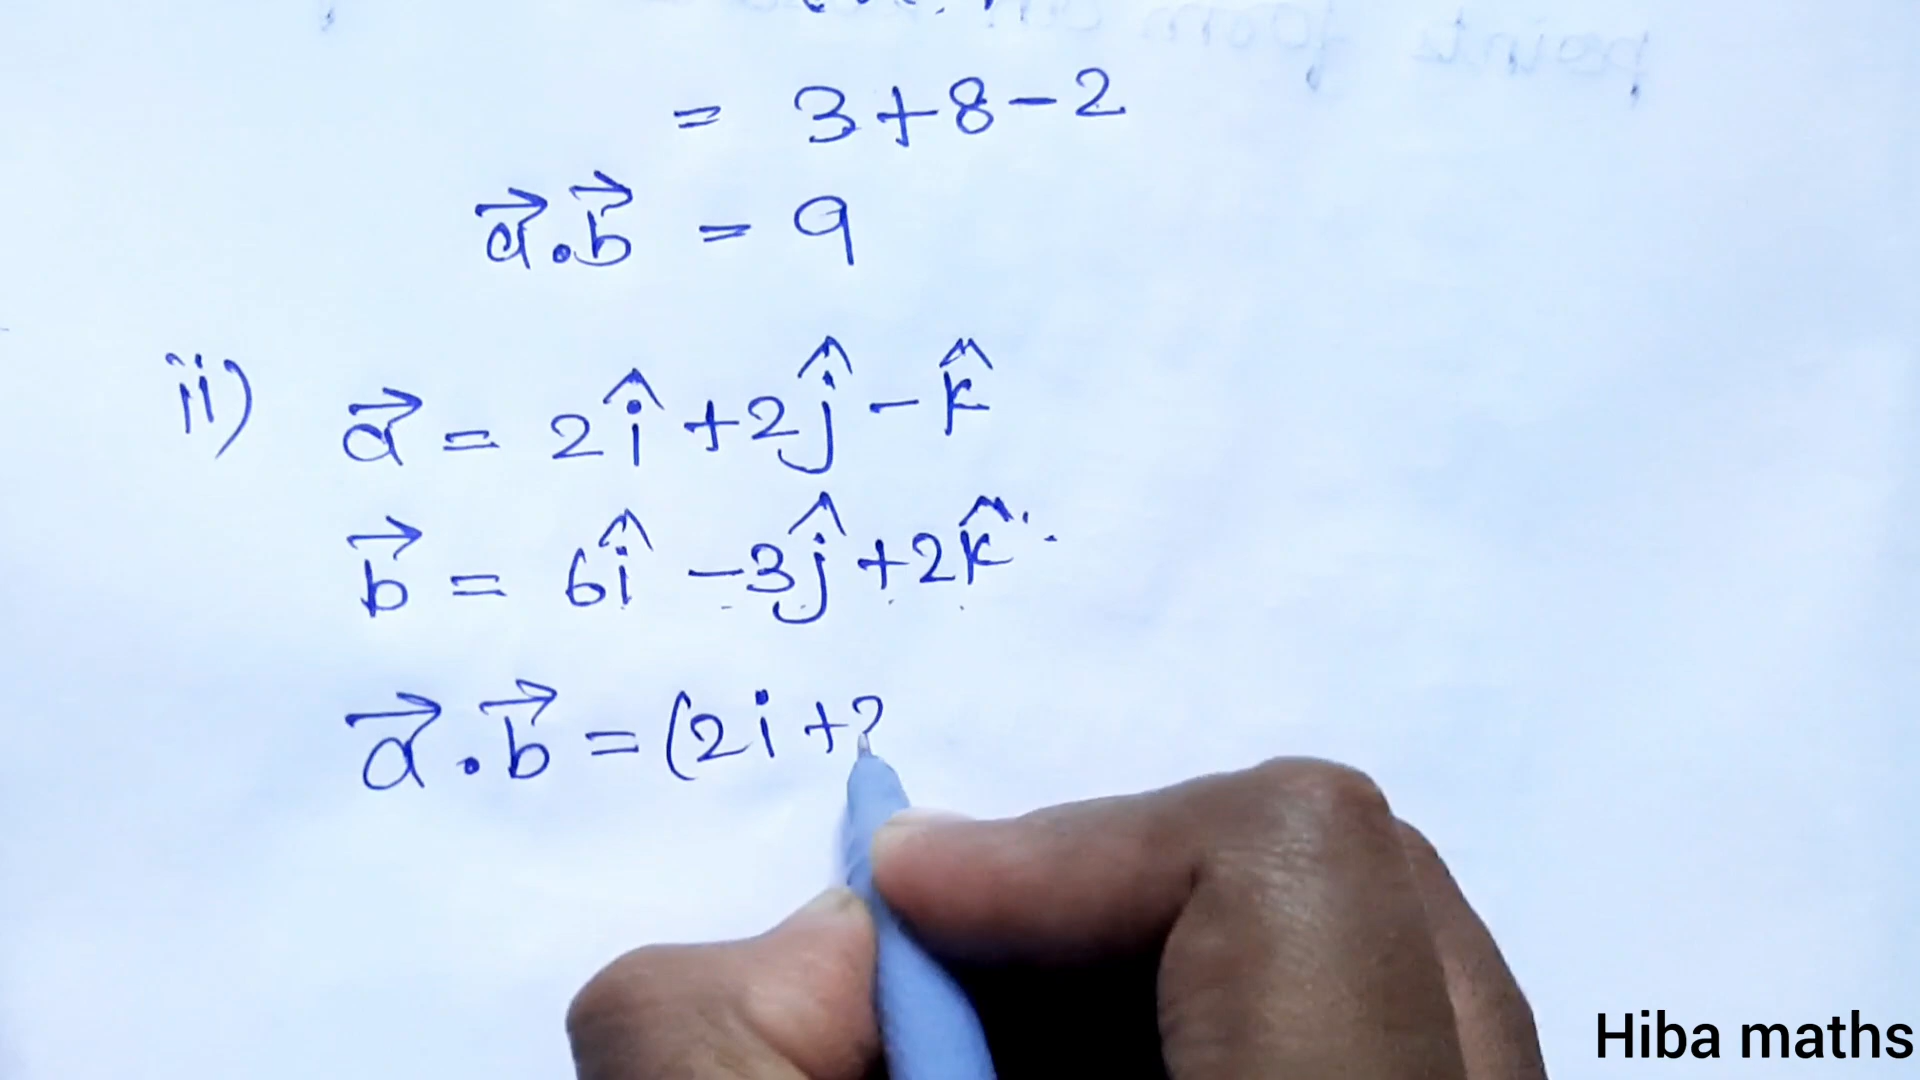 = 3+8-2
a⃗.b⃗ = 9
ii) a⃗ = 2î +2ĵ - k̂
b⃗ = 6î -3ĵ +2k̂.
a⃗.b⃗ = (2i +2
Hiba maths